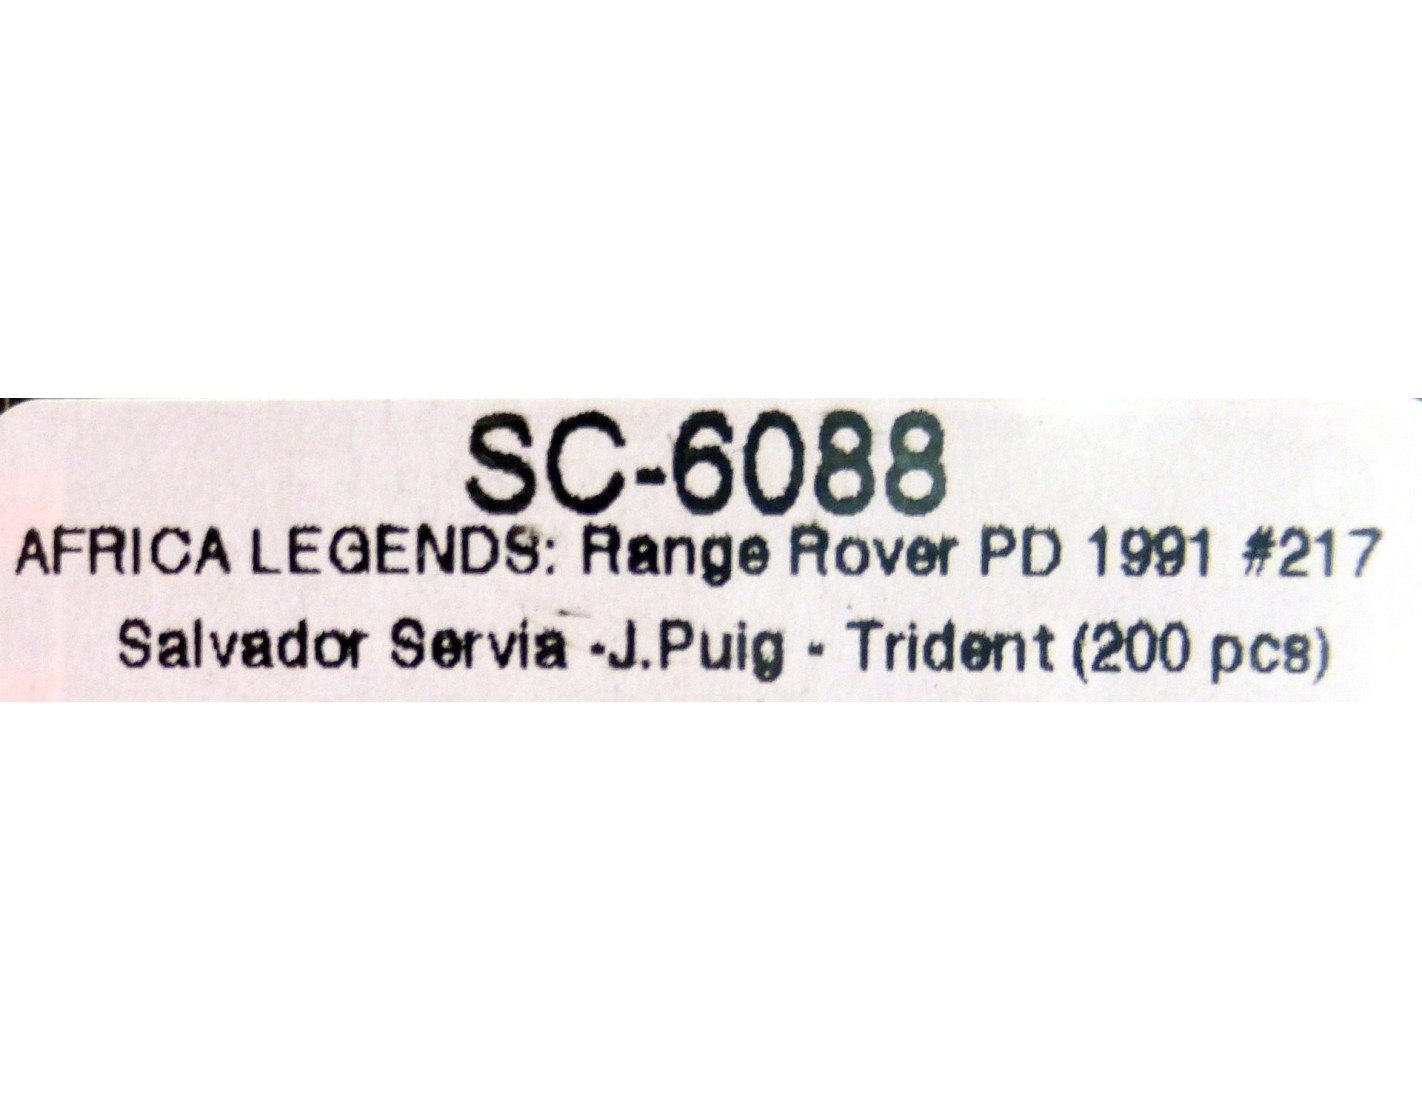 SC-6088
AFRICA LEGENDS: Range Rover PD 1991 #217
Salvador Servia -J.Puig - Trident (200 pcs)